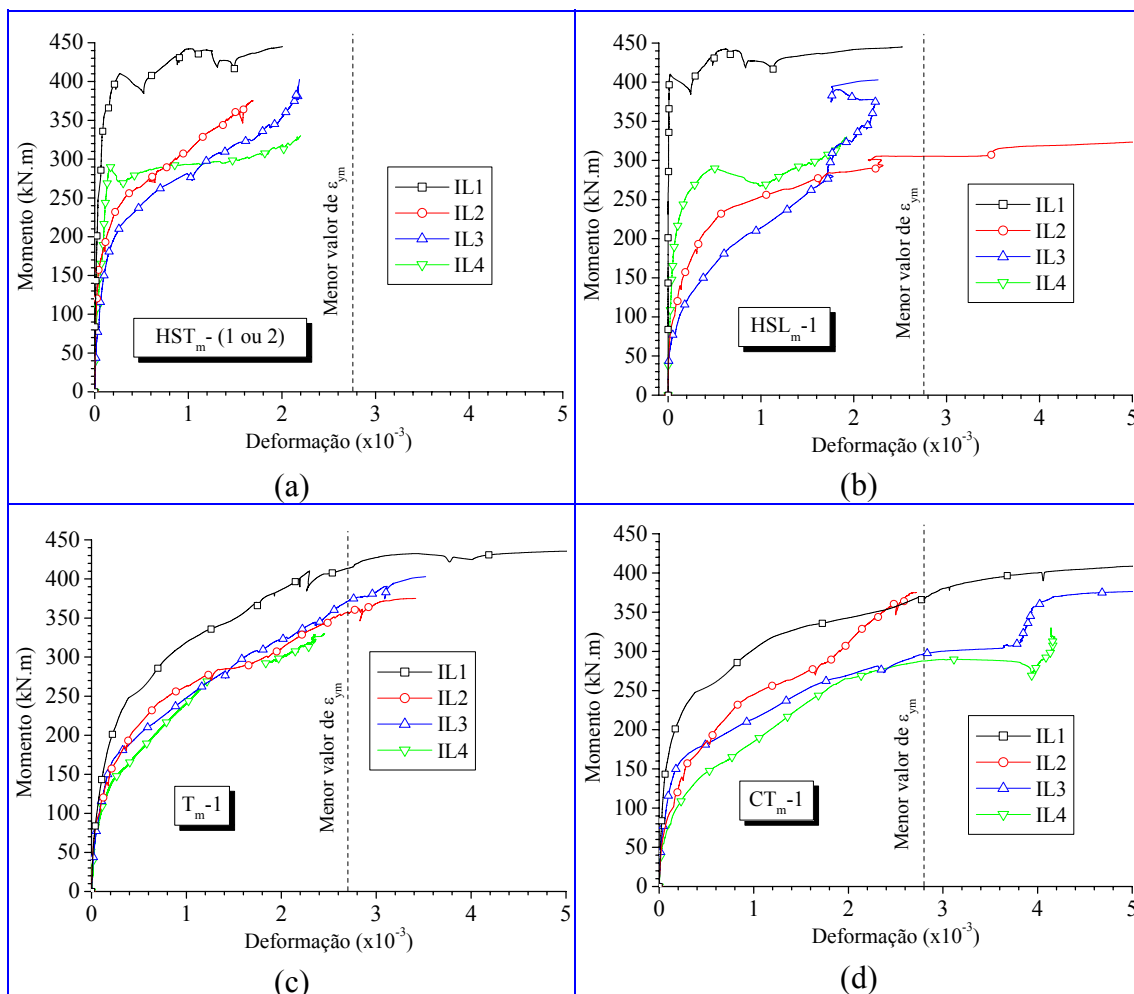 450
400
350
300
250
200
150
100
50
0
Momento (kN.m)
HSTm- (1 ou 2)
Menor valor de εym
IL1
IL2
IL3
IL4
0 1 2 3 4 5
Deformação (x10-3)
(a)
450
400
350
300
250
200
150
100
50
0
Momento (kN.m)
HSLm-1
Menor valor de εym
IL1
IL2
IL3
IL4
0 1 2 3 4 5
Deformação (x10-3)
(b)
450
400
350
300
250
200
150
100
50
0
Momento (kN.m)
Tm-1
Menor valor de εym
IL1
IL2
IL3
IL4
0 1 2 3 4 5
Deformação (x10-3)
(c)
450
400
350
300
250
200
150
100
50
0
Momento (kN.m)
CTm-1
Menor valor de εym
IL1
IL2
IL3
IL4
0 1 2 3 4 5
Deformação (x10-3)
(d)